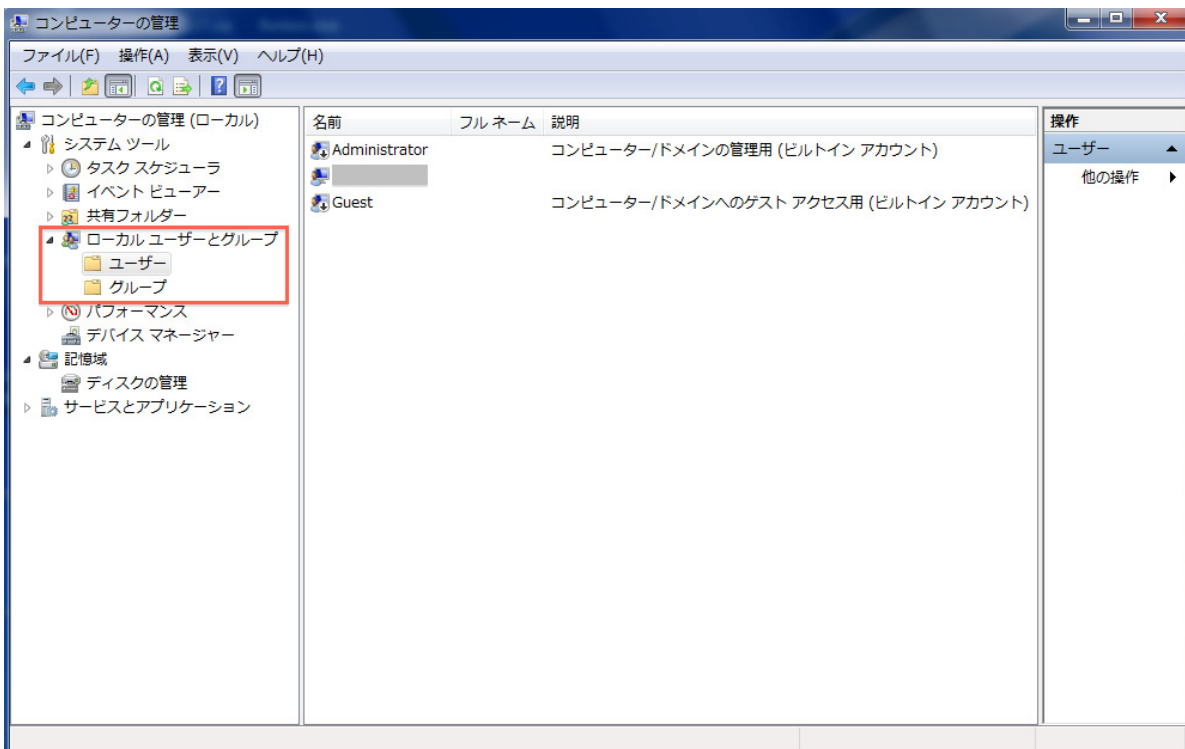 コンピューターの管理
ファイル(F) 操作(A) 表示(V) ヘルプ(H)
コンピューターの管理 (ローカル)
システム ツール
タスク スケジューラ
イベント ビューアー
共有フォルダー
ローカル ユーザーとグループ
ユーザー
グループ
パフォーマンス
デバイス マネージャー
記憶域
ディスクの管理
サービスとアプリケーション
名前 フル ネーム 説明
Administrator コンピューター/ドメインの管理用 (ビルトイン アカウント)
Guest コンピューター/ドメインへのゲスト アクセス用 (ビルトイン アカウント)
操作
ユーザー
他の操作